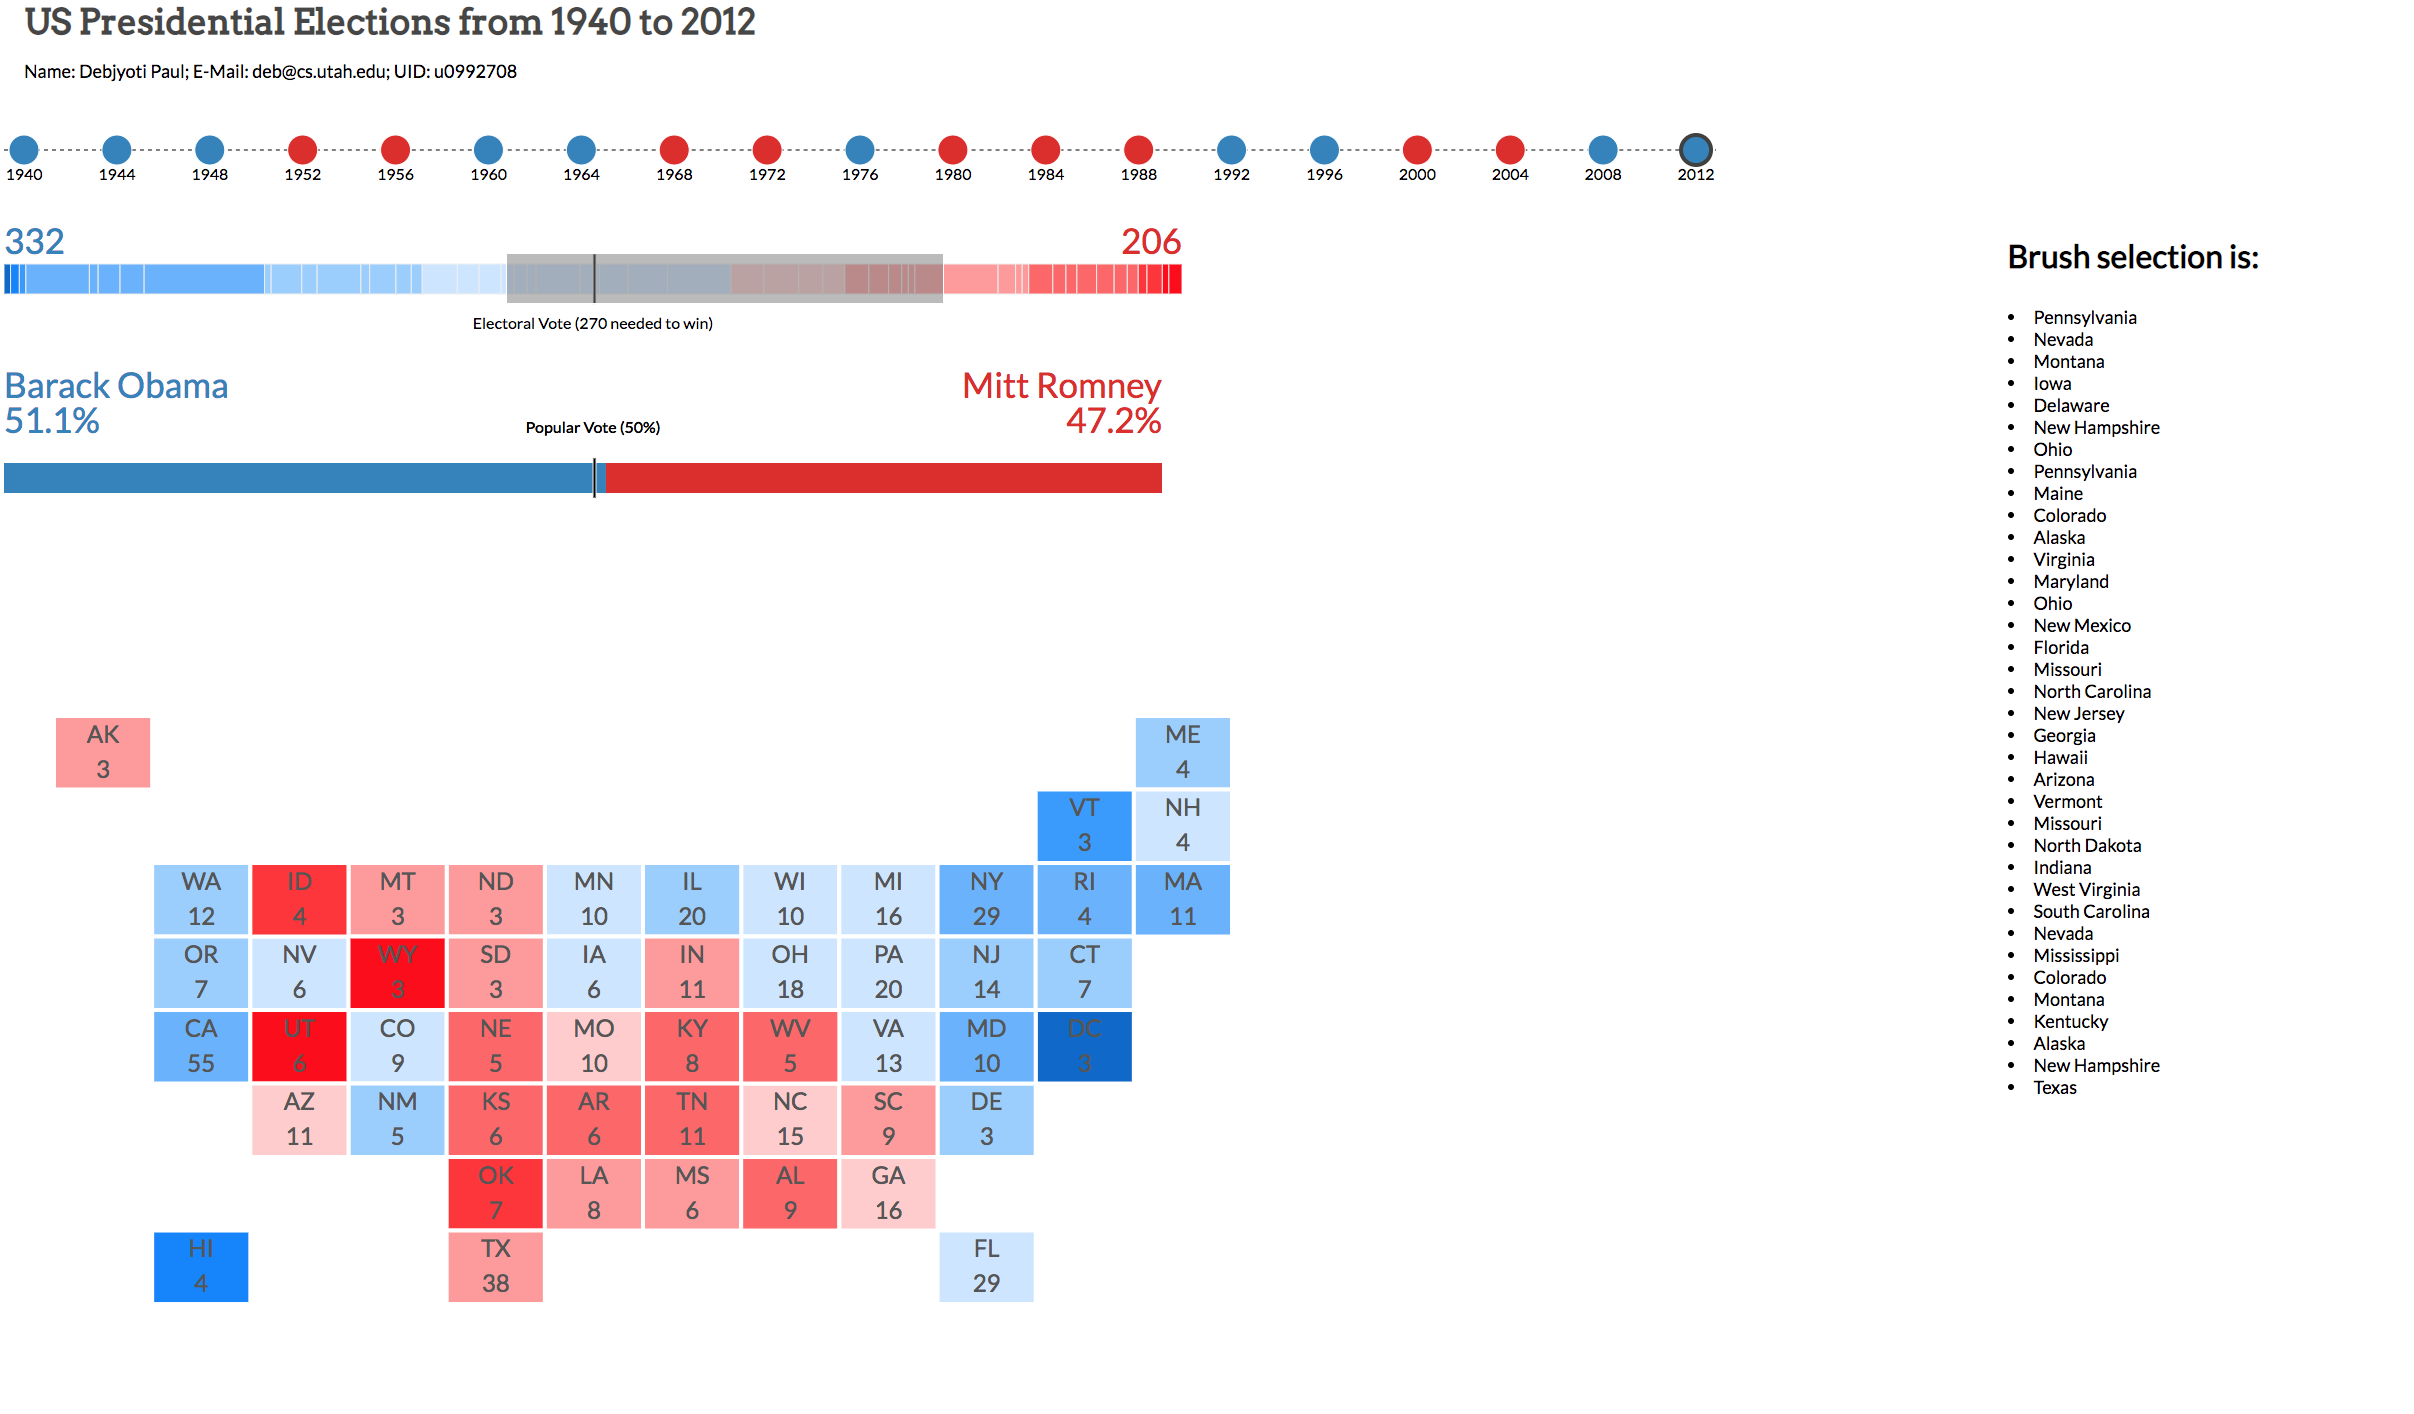 US Presidential Elections from 1940 to 2012
Name: Debjyoti Paul; E-Mail: deb@cs.utah.edu; UID: u0992708
1940 1944 1948 1952 1956 1960 1964 1968 1972 1976 1980 1984 1988 1992 1996 2000 2004 2008 2012
332 206
Electoral Vote (270 needed to win)
Barack Obama Mitt Romney
51.1% Popular Vote (50%) 47.2%
AK ME
3 4
VT NH
3 4
WA ID MT ND MN IL WI MI NY RI MA
12 4 3 3 10 20 10 16 29 4 11
OR NV WY SD IA IN OH PA NJ CT
7 6 3 3 6 11 18 20 14 7
CA UT CO NE MO KY WV VA MD DC
55 6 9 5 10 8 5 13 10 3
AZ NM KS AR TN NC SC DE
11 5 6 6 11 15 9 3
OK LA MS AL GA
7 8 6 9 16
HI TX FL
4 38 29
Brush selection is:
• Pennsylvania
• Nevada
• Montana
• Iowa
• Delaware
• New Hampshire
• Ohio
• Pennsylvania
• Maine
• Colorado
• Alaska
• Virginia
• Maryland
• Ohio
• New Mexico
• Florida
• Missouri
• North Carolina
• New Jersey
• Georgia
• Hawaii
• Arizona
• Vermont
• Missouri
• North Dakota
• Indiana
• West Virginia
• South Carolina
• Nevada
• Mississippi
• Colorado
• Montana
• Kentucky
• Alaska
• New Hampshire
• Texas